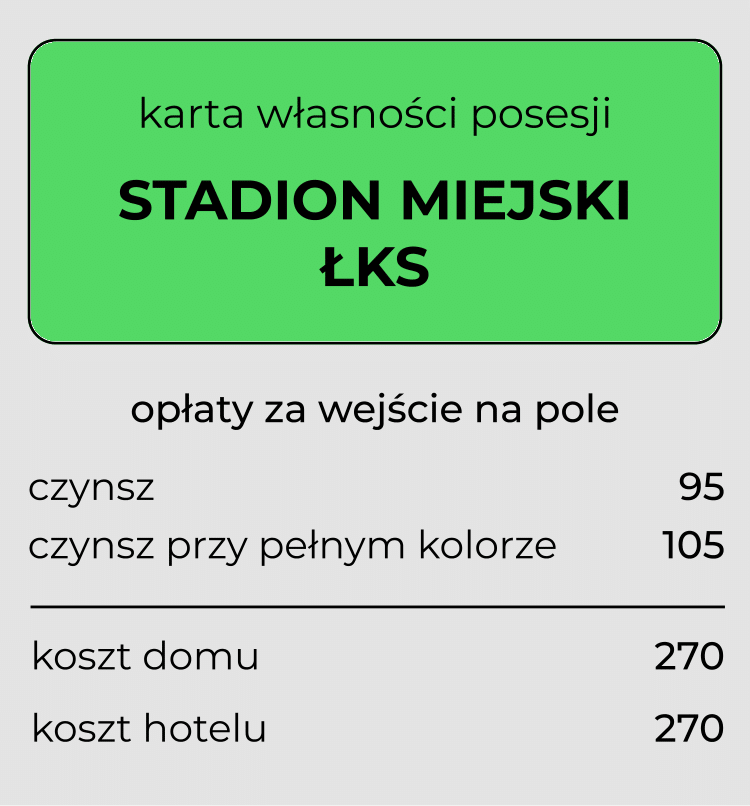 karta własności posesji
STADION MIEJSKI
ŁKS
opłaty za wejście na pole
czynsz 95
czynsz przy pełnym kolorze 105
koszt domu 270
koszt hotelu 270